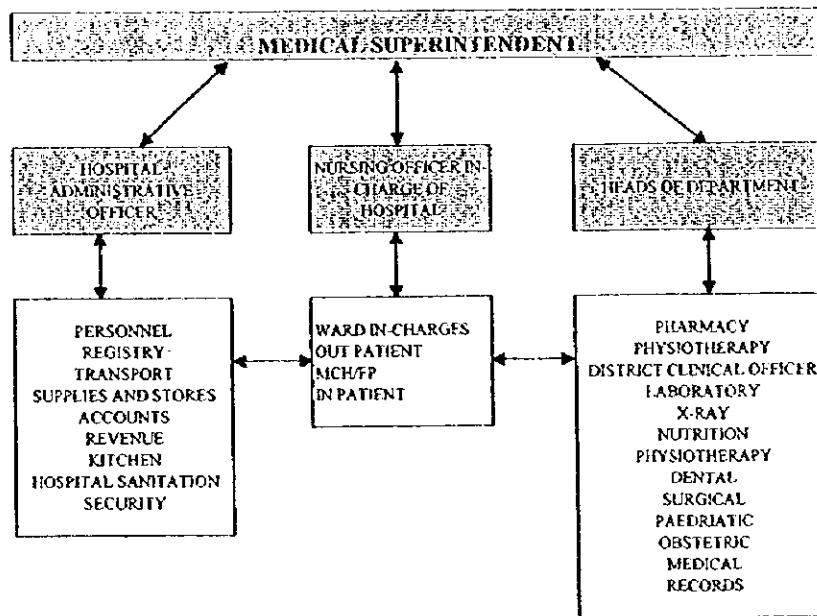 MEDICAL SUPERINTENDENT
HOSPITAL
ADMINISTRATIVE
OFFICER
NURSING OFFICER IN-
CHARGE OF
HOSPITAL
HEADS OF DEPARTMENT
PERSONNEL
REGISTRY
TRANSPORT
SUPPLIES AND STORES
ACCOUNTS
REVENUE
KITCHEN
HOSPITAL SANITATION
SECURITY
WARD IN-CHARGES
OUT PATIENT
MCH/FP
IN PATIENT
PHARMACY
PHYSIOTHERAPY
DISTRICT CLINICAL OFFICER
LABORATORY
X-RAY
NUTRITION
PHYSIOTHERAPY
DENTAL
SURGICAL
PAEDRIATIC
OBSTETRIC
MEDICAL
RECORDS